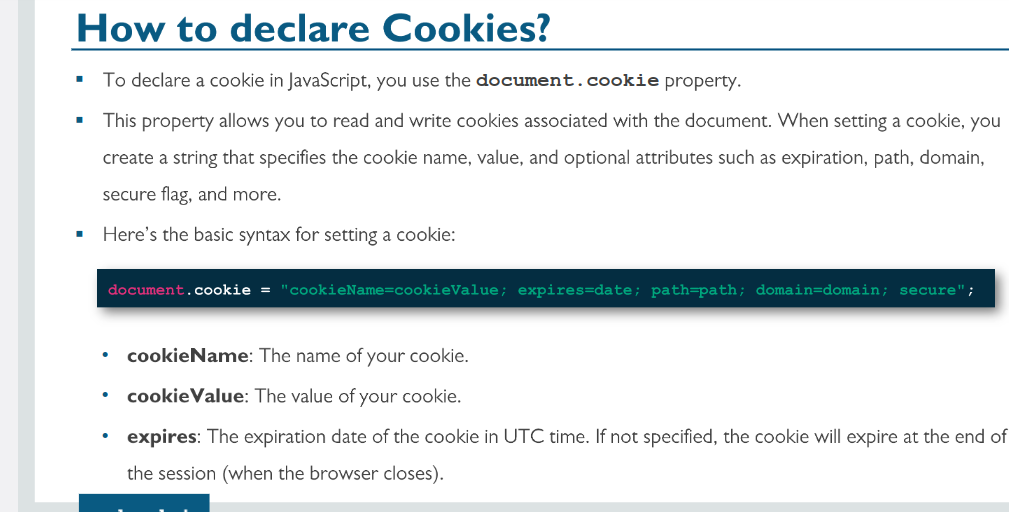 How to declare Cookies?
To declare a cookie in JavaScript, you use the document.cookie property.
This property allows you to read and write cookies associated with the document. When setting a cookie, you
create a string that specifies the cookie name, value, and optional attributes such as expiration, path, domain,
secure flag, and more.
Here's the basic syntax for setting a cookie:
document.cookie = "cookieName=cookieValue; expires=date; path=path; domain=domain; secure";
cookieName: The name of your cookie.
cookieValue: The value of your cookie.
expires: The expiration date of the cookie in UTC time. If not specified, the cookie will expire at the end of
the session (when the browser closes).